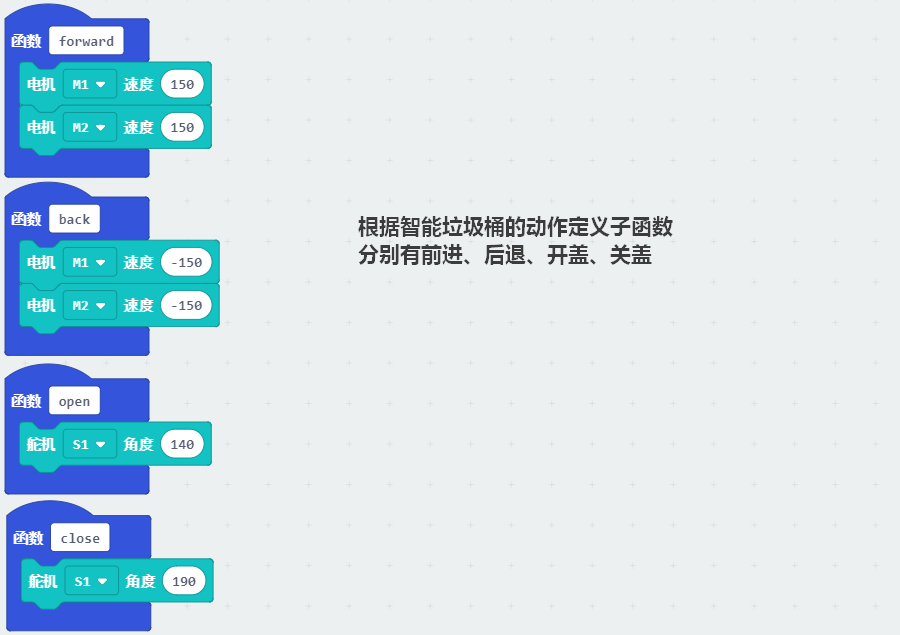 函数 forward
电机 M1 速度 150
电机 M2 速度 150
函数 back
电机 M1 速度 -150
电机 M2 速度 -150
根据智能垃圾桶的动作定义子函数
分别有前进、后退、开盖、关盖
函数 open
舵机 S1 角度 140
函数 close
舵机 S1 角度 190